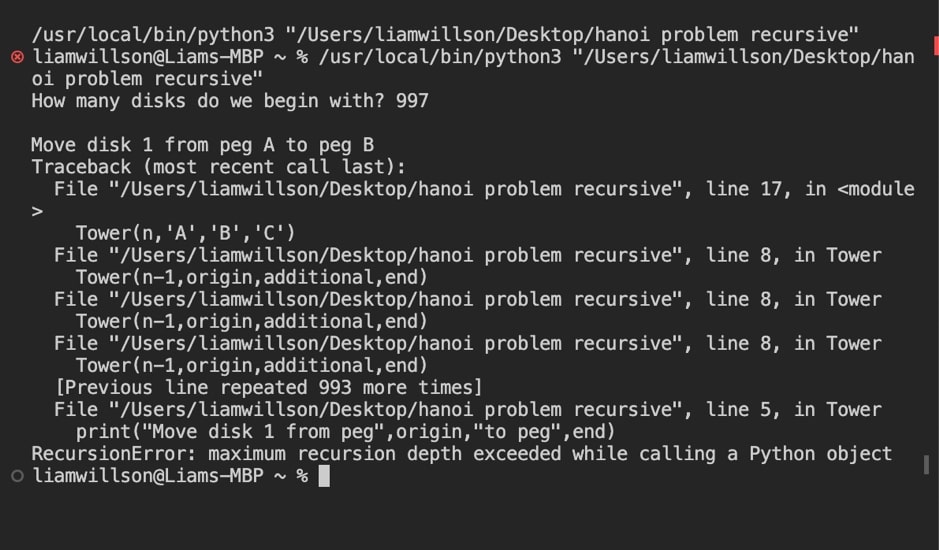 /usr/local/bin/python3 "/Users/liamwillson/Desktop/hanoi problem recursive"
liamwillson@Liams-MBP ~ % /usr/local/bin/python3 "/Users/liamwillson/Desktop/han
oi problem recursive"
How many disks do we begin with? 997
Move disk 1 from peg A to peg B
Traceback (most recent call last):
  File "/Users/liamwillson/Desktop/hanoi problem recursive", line 17, in <module
>
    Tower(n,'A','B','C')
  File "/Users/liamwillson/Desktop/hanoi problem recursive", line 8, in Tower
    Tower(n-1,origin,additional,end)
  File "/Users/liamwillson/Desktop/hanoi problem recursive", line 8, in Tower
    Tower(n-1,origin,additional,end)
  File "/Users/liamwillson/Desktop/hanoi problem recursive", line 8, in Tower
    Tower(n-1,origin,additional,end)
  [Previous line repeated 993 more times]
  File "/Users/liamwillson/Desktop/hanoi problem recursive", line 5, in Tower
    print("Move disk 1 from peg",origin,"to peg",end)
RecursionError: maximum recursion depth exceeded while calling a Python object
liamwillson@Liams-MBP ~ %